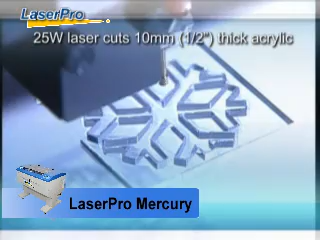 LaserPro
25W laser cuts 10mm (1/2") thick acrylic
LaserPro Mercury